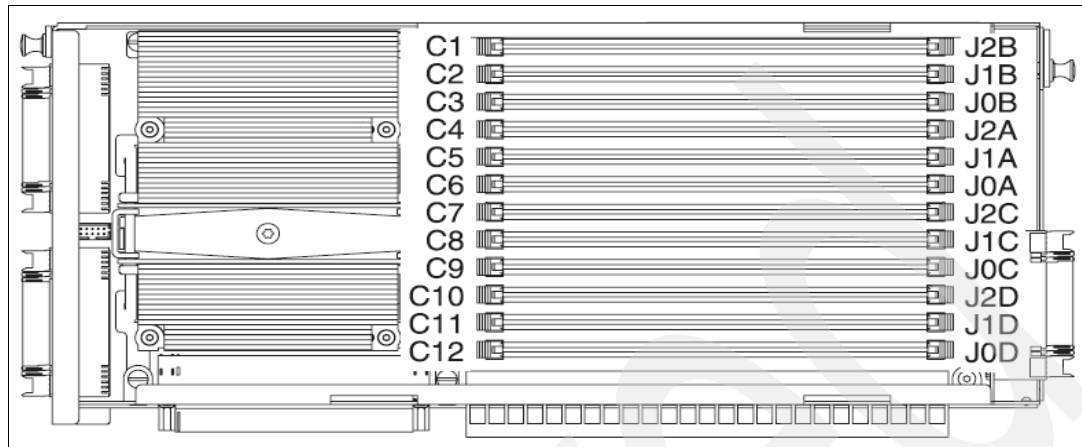 C1 J2B
C2 J1B
C3 J0B
C4 J2A
C5 J1A
C6 J0A
C7 J2C
C8 J1C
C9 J0C
C10 J2D
C11 J1D
C12 J0D